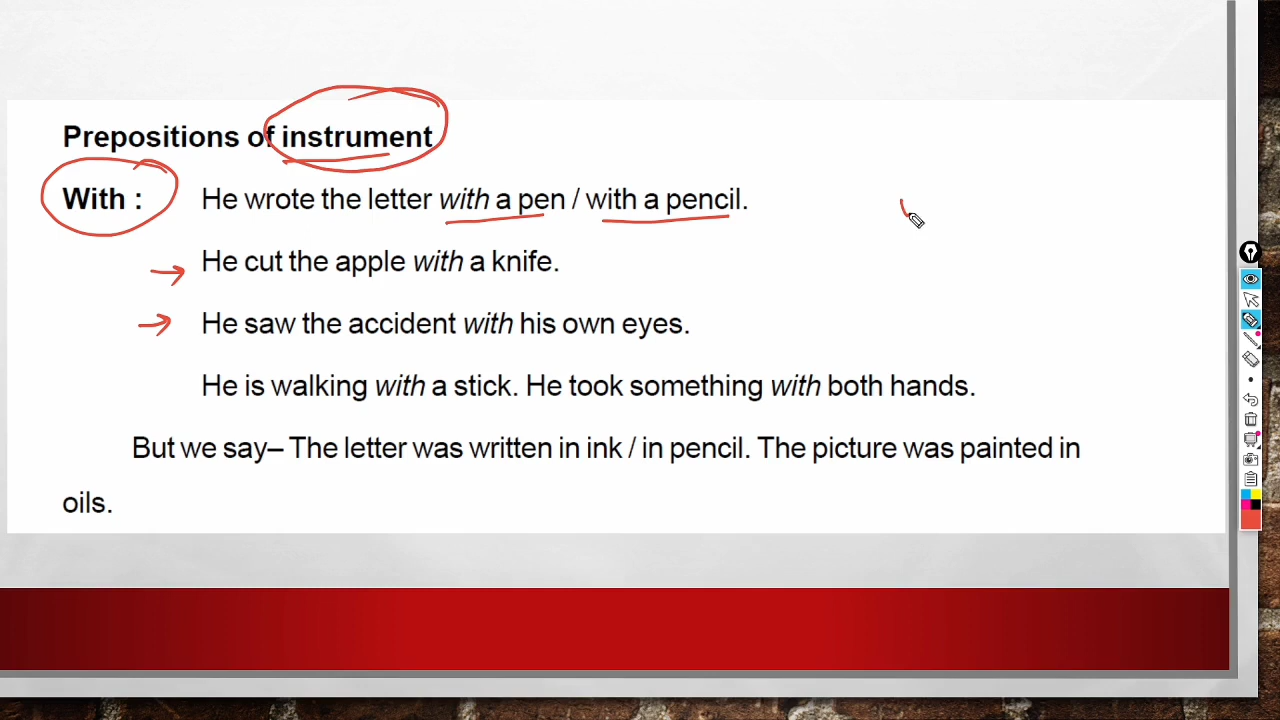 Prepositions of instrument
With : He wrote the letter with a pen / with a pencil.
He cut the apple with a knife.
He saw the accident with his own eyes.
He is walking with a stick. He took something with both hands.
But we say– The letter was written in ink / in pencil. The picture was painted in
oils.